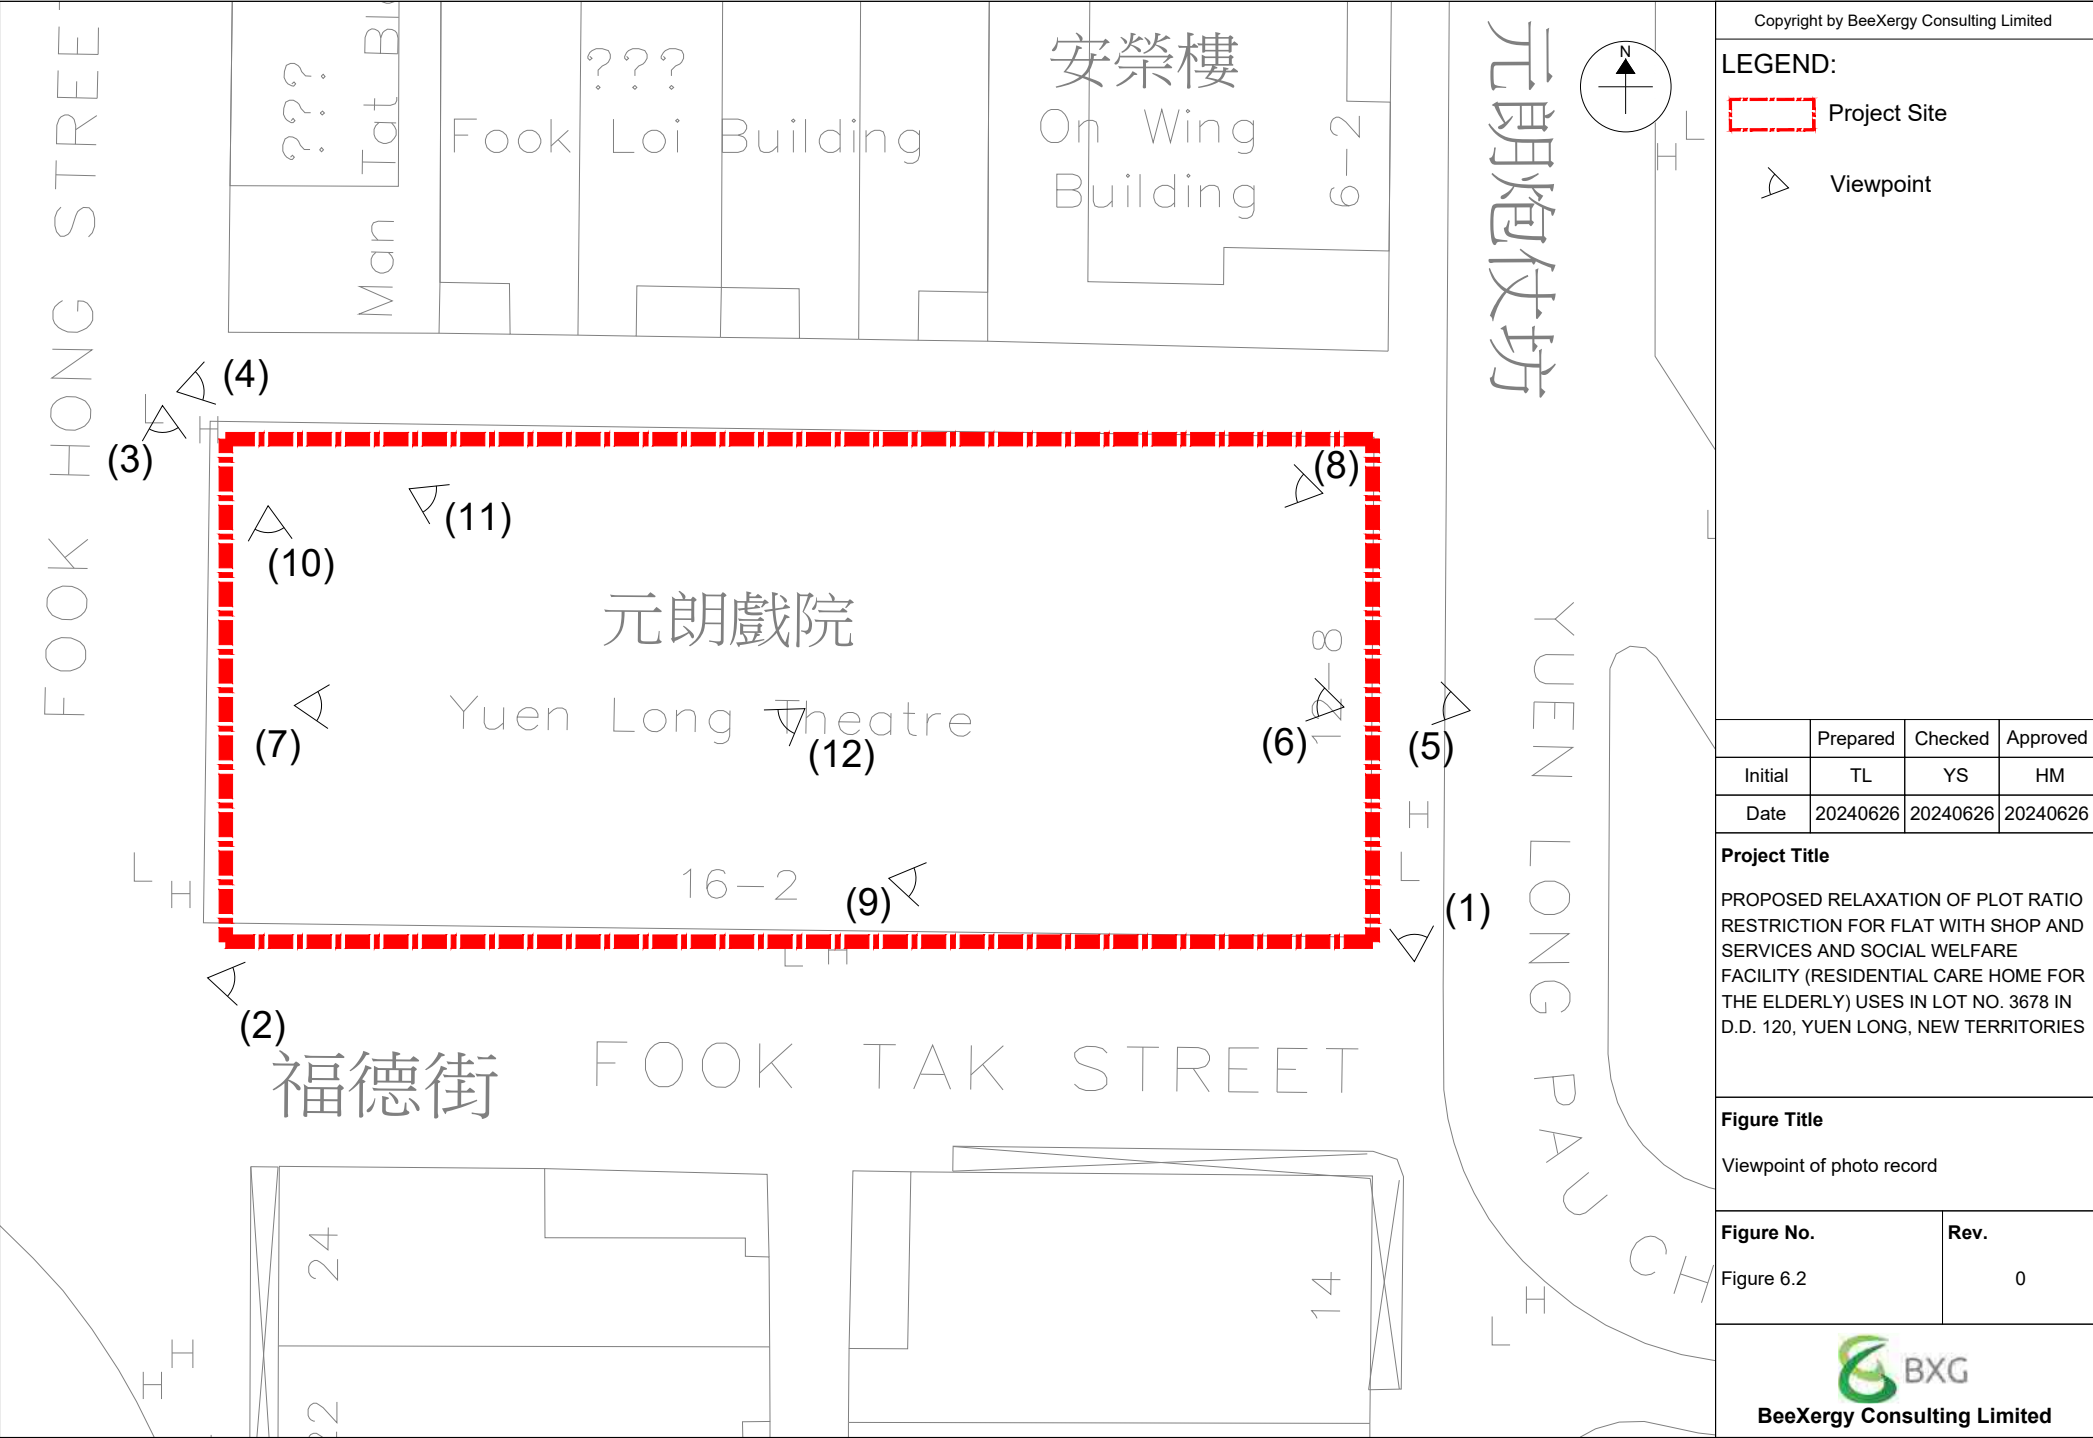 FOOK HONG STREE
???
Man Tat Bl
???
Fook Loi Building
安榮樓
On Wing
Building
6-2
元朗炮仗坊
N
L
H
(4)
L
H
(3)
(8)
(11)
(10)
元朗戲院
12-8
Yuen Long Theatre
(7)
(12)
(6)
(5)
H
L
L
H
16-2
(9)
(1)
L H
(2)
福德街
FOOK TAK STREET
YUEN LONG PAU CH
24
22
14
H
L
H
H
L
Copyright by BeeXergy Consulting Limited
LEGEND:
Project Site
Viewpoint
Prepared Checked Approved
Initial TL YS HM
Date 20240626 20240626 20240626
Project Title
PROPOSED RELAXATION OF PLOT RATIO
RESTRICTION FOR FLAT WITH SHOP AND
SERVICES AND SOCIAL WELFARE
FACILITY (RESIDENTIAL CARE HOME FOR
THE ELDERLY) USES IN LOT NO. 3678 IN
D.D. 120, YUEN LONG, NEW TERRITORIES
Figure Title
Viewpoint of photo record
Figure No. Rev.
Figure 6.2 0
BXG
BeeXergy Consulting Limited